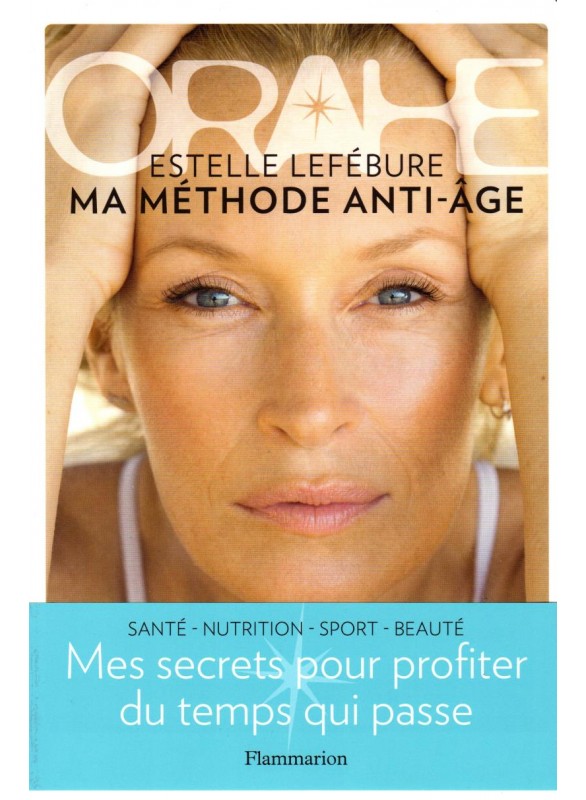 ORAHE
ESTELLE LEFÉBURE
MA MÉTHODE ANTI-ÂGE
SANTÉ - NUTRITION - SPORT - BEAUTÉ
Mes secrets pour profiter
du temps qui passe
Flammarion